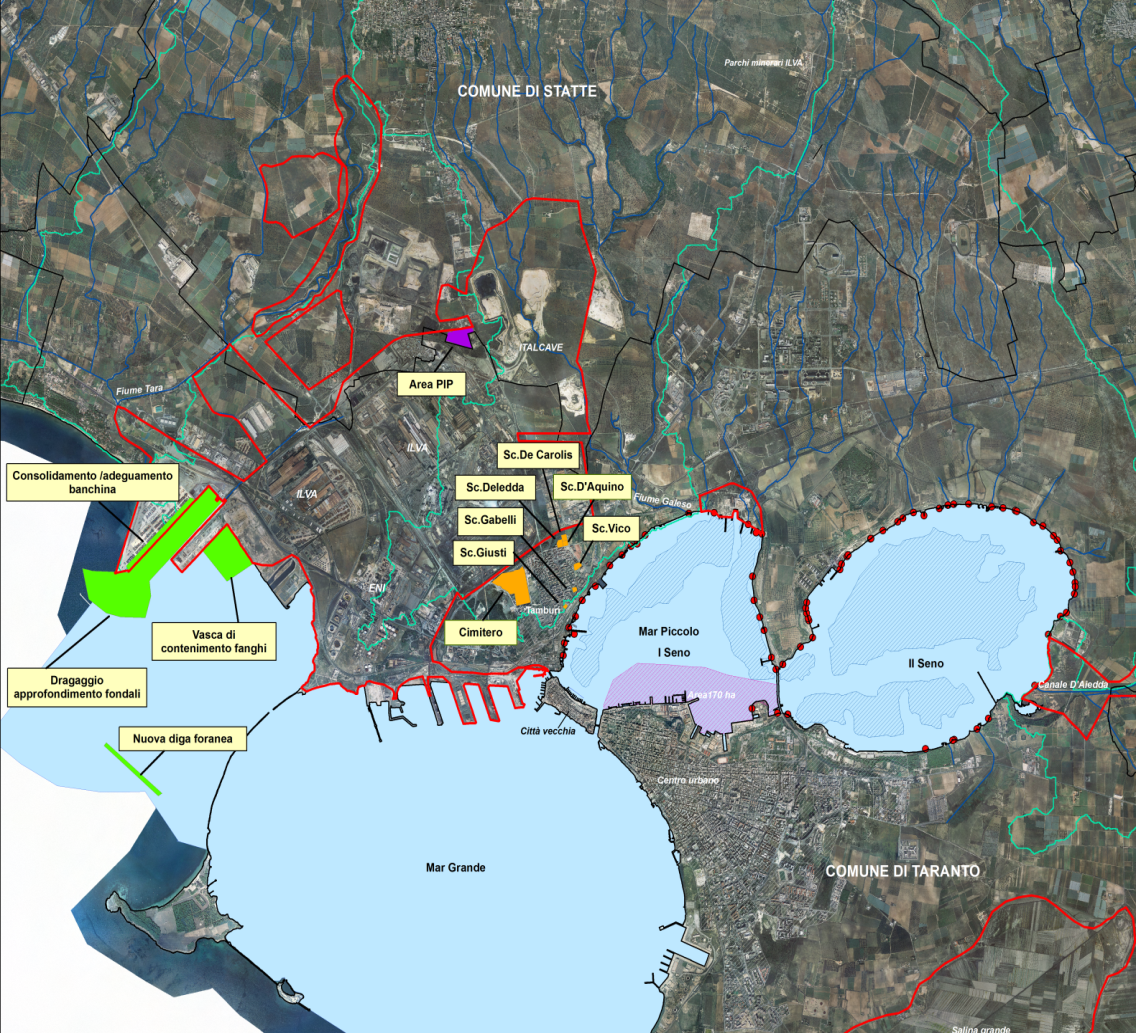 Parchi minerari ILVA
COMUNE DI STATTE
ITALCAVE
Area PIP
Fiume Tara
ILVA
Sc.De Carolis
Consolidamento /adeguamento
banchina
Sc.Deledda
Sc.D'Aquino
ILVA
Fiume Galeso
Sc.Gabelli
Sc.Vico
Sc.Giusti
ENI
Tamburi
Cimitero
Mar Piccolo
I Seno
Vasca di
contenimento fanghi
II Seno
Dragaggio
approfondimento fondali
Canale D'Aiedda
Area170 ha
Città vecchia
Nuova diga foranea
Centro urbano
Mar Grande
COMUNE DI TARANTO
Salina grande